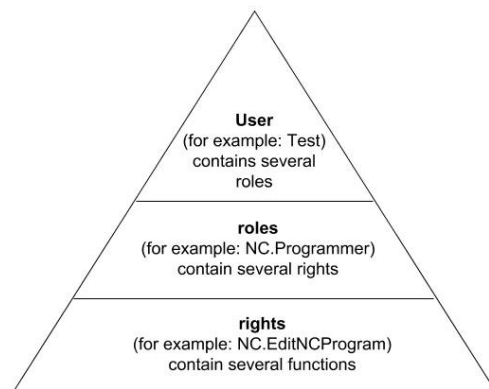 User
(for example: Test)
contains several
roles
roles
(for example: NC.Programmer)
contain several rights
rights
(for example: NC.EditNCProgram)
contain several functions